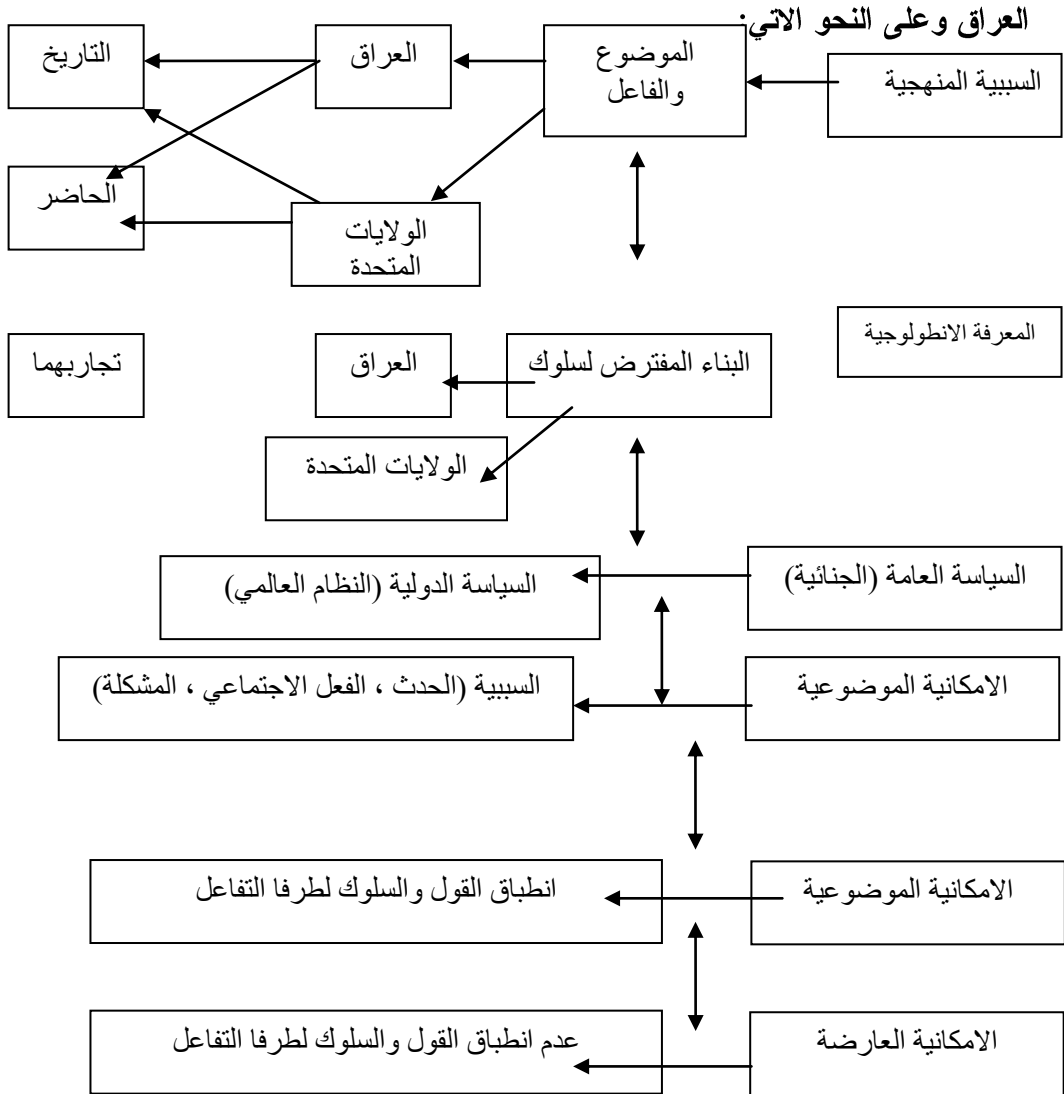 العراق وعلى النحو الاتي:
السببية المنهجية
الموضوع
والفاعل
العراق
التاريخ
الحاضر
الولايات
المتحدة
المعرفة الانطولوجية
البناء المفترض لسلوك
العراق
تجاربهما
الولايات المتحدة
السياسة العامة (الجنائية)
السياسة الدولية (النظام العالمي)
الامكانية الموضوعية
السببية (الحدث ، الفعل الاجتماعي ، المشكلة)
الامكانية الموضوعية
انطباق القول والسلوك لطرفا التفاعل
الامكانية العارضة
عدم انطباق القول والسلوك لطرفا التفاعل